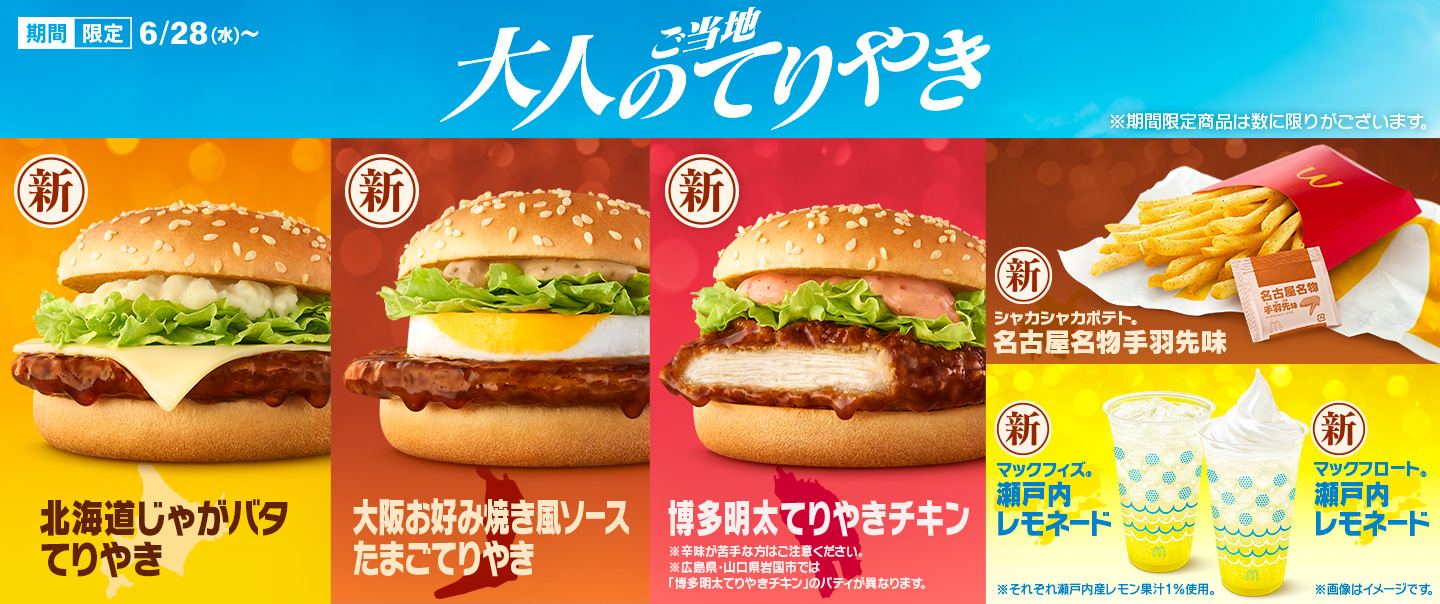 期間 限定 6/28(水)～
大人のご当地てりやき
※期間限定商品は数に限りがございます。
新
北海道じゃがバタ
てりやき
新
大阪お好み焼き風ソース
たまごてりやき
新
博多明太てりやきチキン
※辛味が苦手な方はご注意ください。
※広島県・山口県岩国市では
「博多明太てりやきチキン」のパティが異なります。
新
シャカシャカポテト®
名古屋名物手羽先味
名古屋名物
手羽先味
新
マックフィズ®
瀬戸内
レモネード
※それぞれ瀬戸内産レモン果汁1%使用。
新
マックフロート®
瀬戸内
レモネード
※画像はイメージです。